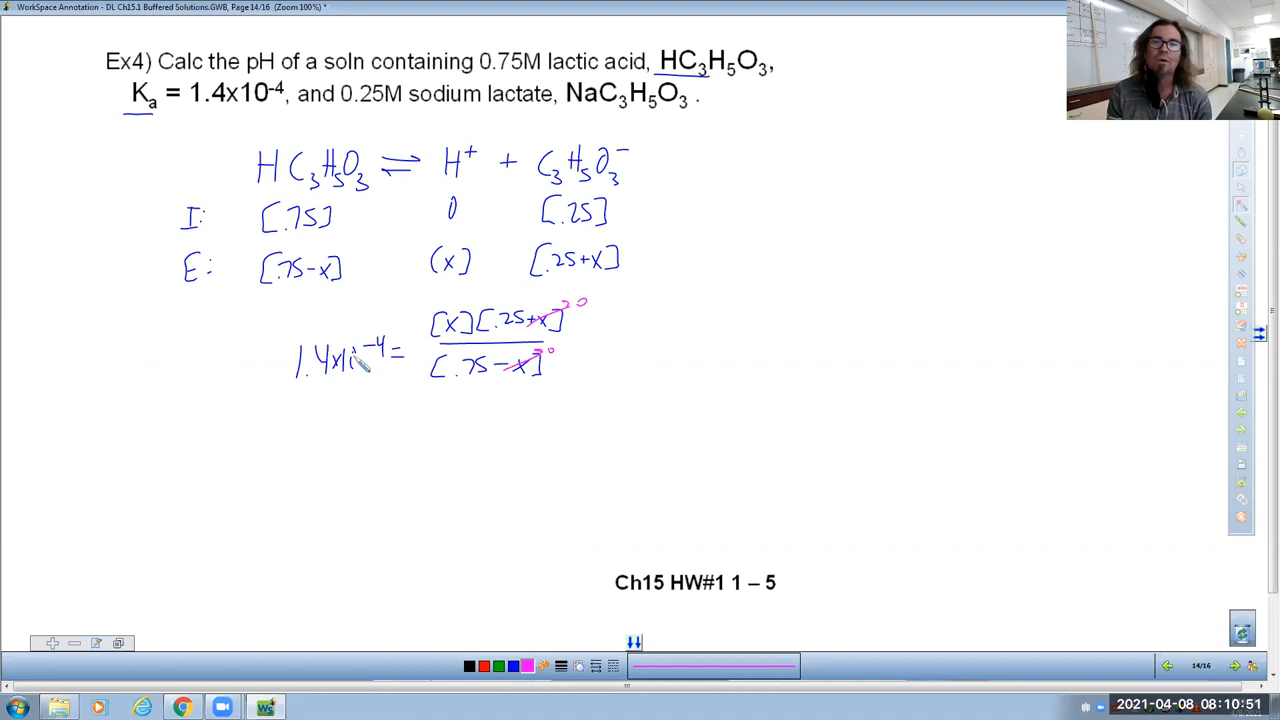 WorkSpace Annotation - DL Ch15.1 Buffered Solutions.GWB, Page 14/16 (Zoom 100%) *
Ex4) Calc the pH of a soln containing 0.75M lactic acid, HC₃H₅O₃,
Kₐ = 1.4x10⁻⁴, and 0.25M sodium lactate, NaC₃H₅O₃ .
HC₃H₅O₃ ⇌ H⁺ + C₃H₅O₃⁻
I: [.75] 0 [.25]
E: [.75-x] (x] [.25+x]
[x][.25+x]
1.4x10⁻⁴ =
[.75-x]
Ch15 HW#1 1 – 5
14/16
2021-04-08 08:10:51